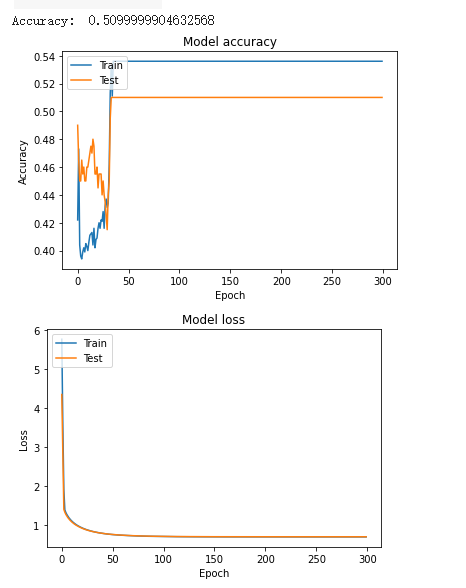 Accuracy: 0.5099999904632568
Model accuracy
Train
Test
0.54
0.52
0.50
0.48
0.46
0.44
0.42
0.40
Accuracy
0 50 100 150 200 250 300
Epoch
Model loss
Train
Test
6
5
4
3
2
1
Loss
0 50 100 150 200 250 300
Epoch